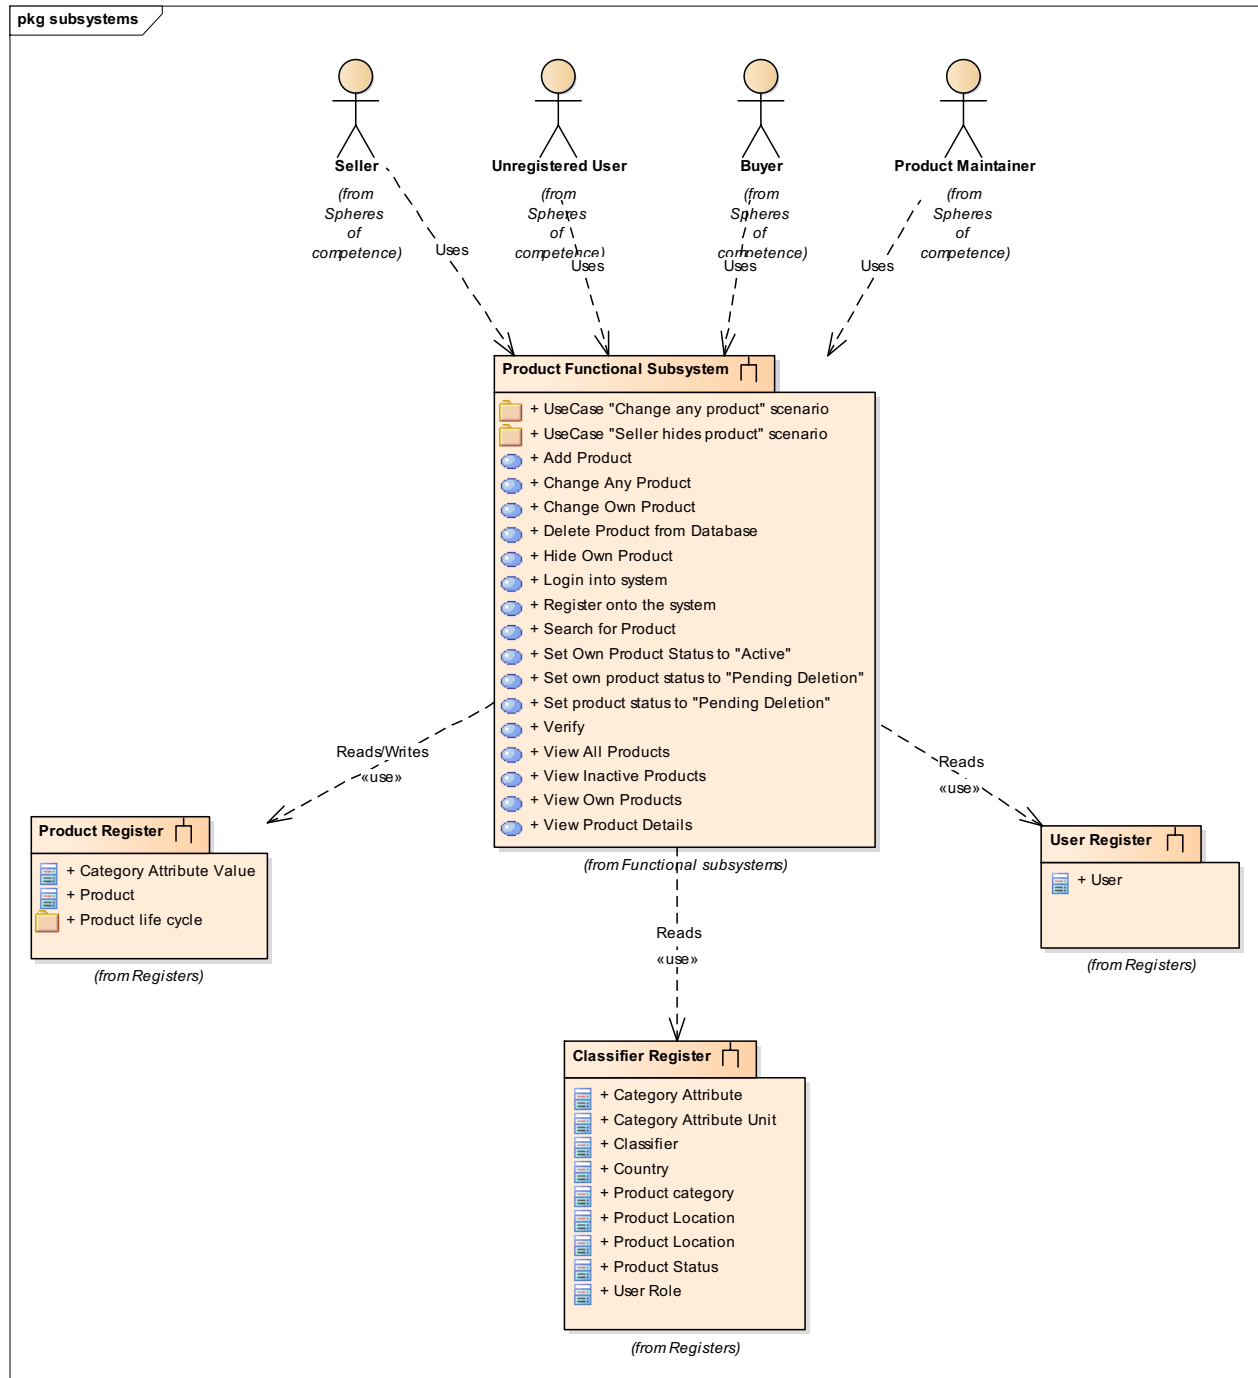 pkg subsystems
Seller
(from
Spheres
of
competence)
Unregistered User
(from
Spheres
of
competence)
Buyer
(from
Spheres
of
competence)
Product Maintainer
(from
Spheres
of
competence)
Uses
Uses
Uses
Uses
Product Functional Subsystem
+ UseCase "Change any product" scenario
+ UseCase "Seller hides product" scenario
+ Add Product
+ Change Any Product
+ Change Own Product
+ Delete Product from Database
+ Hide Own Product
+ Login into system
+ Register onto the system
+ Search for Product
+ Set Own Product Status to "Active"
+ Set own product status to "Pending Deletion"
+ Set product status to "Pending Deletion"
+ Verify
+ View All Products
+ View Inactive Products
+ View Own Products
+ View Product Details
(from Functional subsystems)
Reads/Writes
«use»
Reads
«use»
Product Register
+ Category Attribute Value
+ Product
+ Product life cycle
(from Registers)
User Register
+ User
(from Registers)
Reads
«use»
Classifier Register
+ Category Attribute
+ Category Attribute Unit
+ Classifier
+ Country
+ Product category
+ Product Location
+ Product Location
+ Product Status
+ User Role
(from Registers)